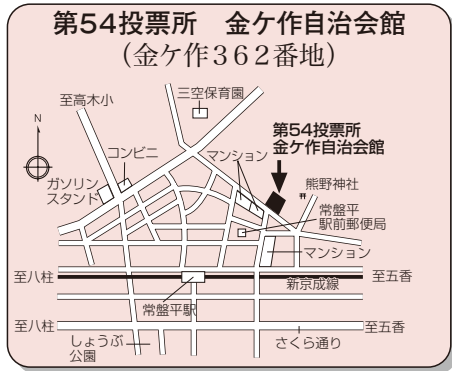 第54投票所　金ケ作自治会館
（金ケ作３６２番地）
至高木小
三空保育園
N
コンビニ
マンション
第54投票所
金ケ作自治会館
ガソリン
スタンド
熊野神社
常盤平
駅前郵便局
マンション
至八柱
新京成線
至五香
常盤平駅
至八柱
至五香
しょうぶ
公園
さくら通り